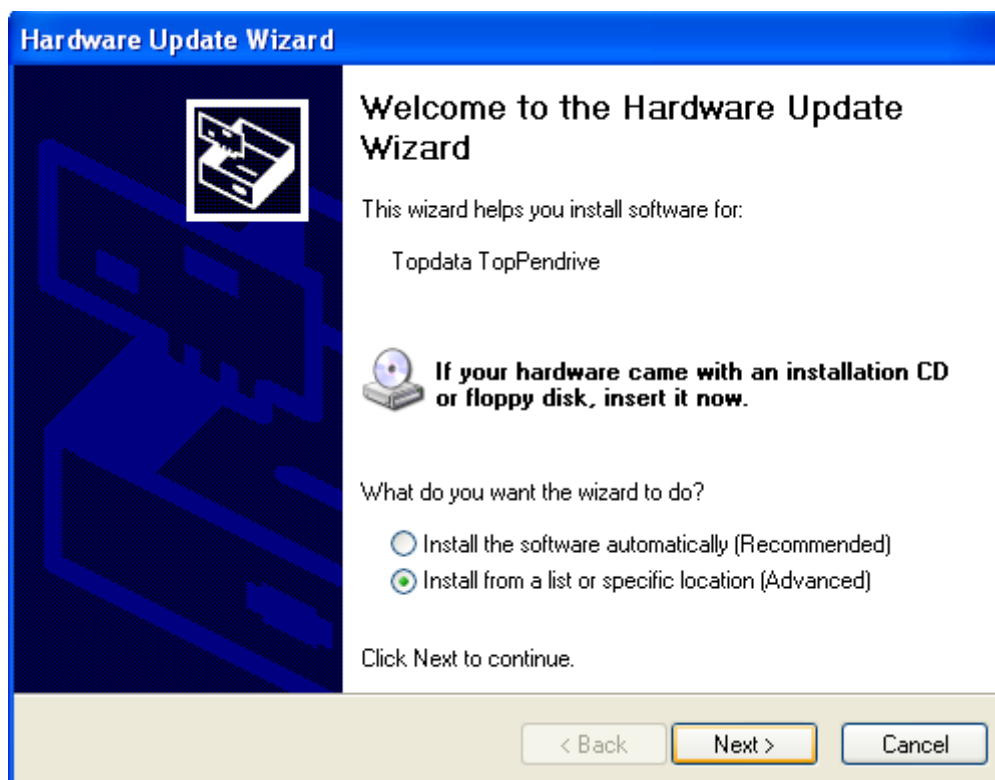 Hardware Update Wizard
Welcome to the Hardware Update
Wizard
This wizard helps you install software for:
Topdata TopPendrive
If your hardware came with an installation CD
or floppy disk, insert it now.
What do you want the wizard to do?
Install the software automatically (Recommended)
Install from a list or specific location (Advanced)
Click Next to continue.
< Back
Next >
Cancel